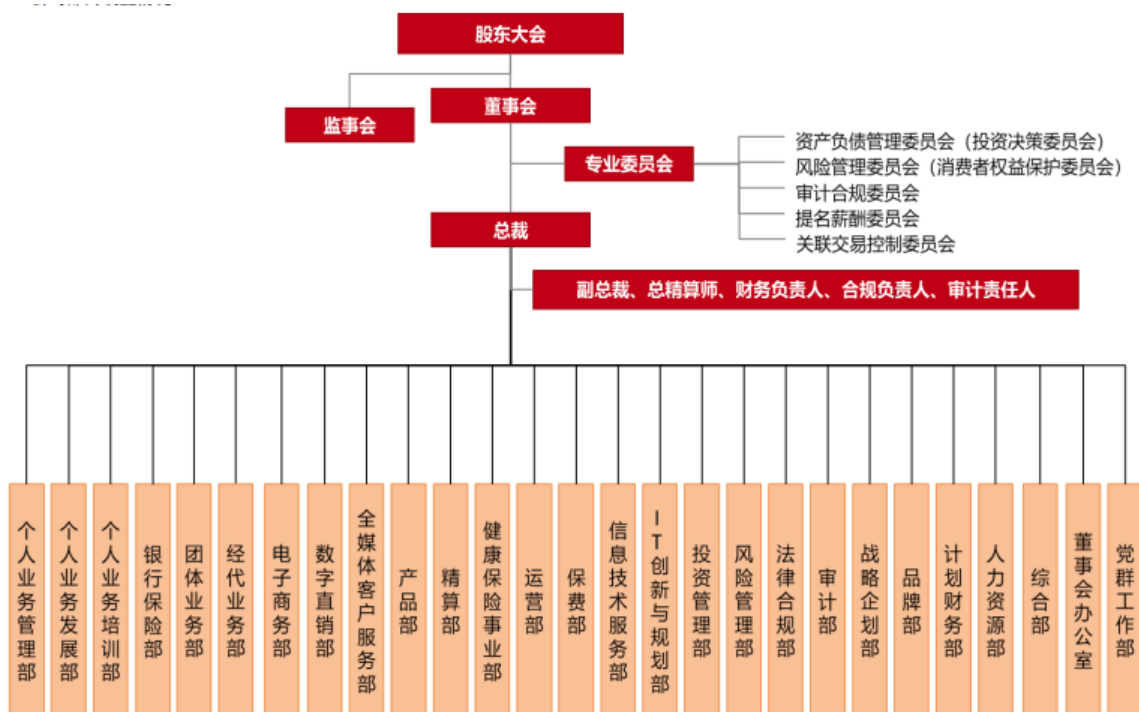 股东大会
监事会
董事会
专业委员会
资产负债管理委员会（投资决策委员会）
风险管理委员会（消费者权益保护委员会）
审计合规委员会
提名薪酬委员会
关联交易控制委员会
总裁
副总裁、总精算师、财务负责人、合规负责人、审计责任人
个人业务管理部
个人业务发展部
个人业务培训部
银行保险部
团体业务部
经代业务部
电子商务部
数字直销部
全媒体客户服务部
产品部
精算部
健康保险事业部
运营部
保费部
信息技术服务部
IT创新与规划部
投资管理部
风险管理部
法律合规部
审计部
战略企划部
品牌部
计划财务部
人力资源部
综合部
董事会办公室
党群工作部